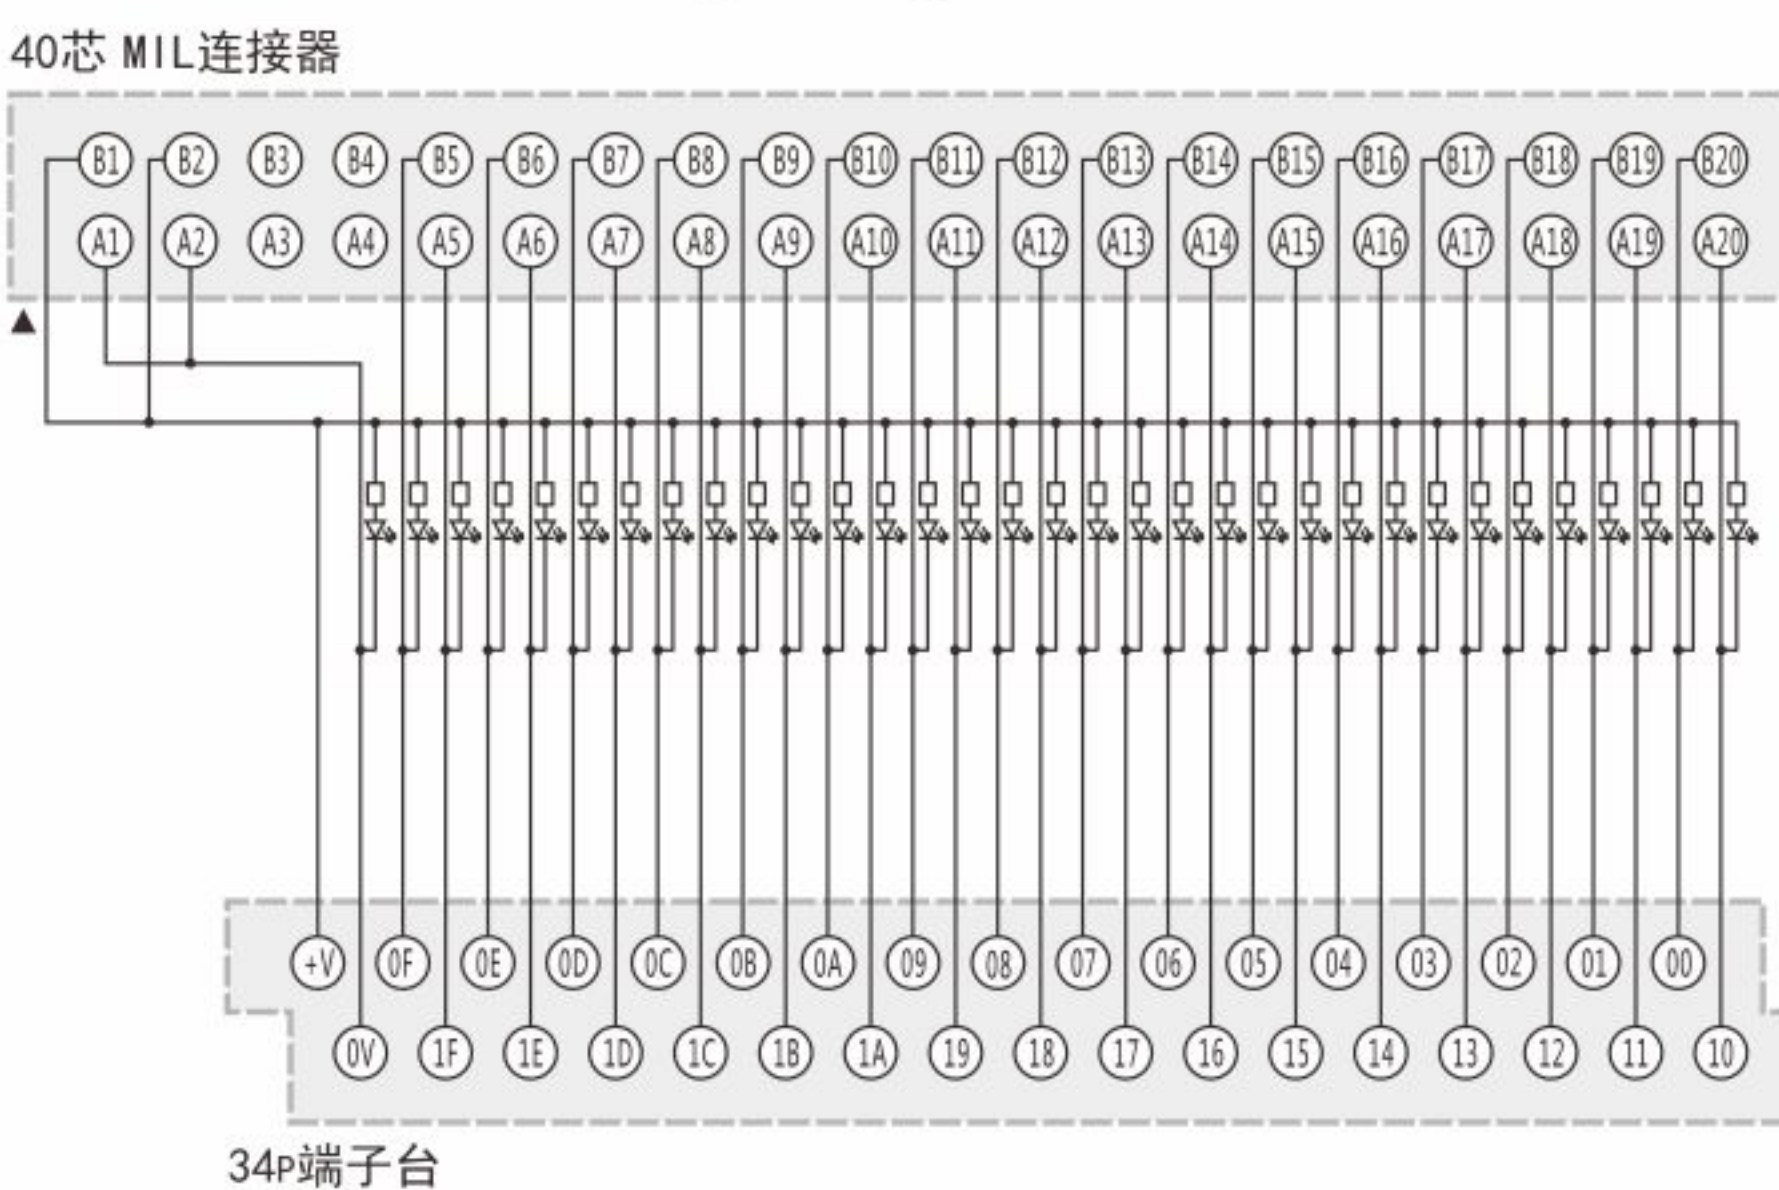 40芯 MIL连接器
B1 B2 B3 B4 B5 B6 B7 B8 B9 B10 B11 B12 B13 B14 B15 B16 B17 B18 B19 B20
A1 A2 A3 A4 A5 A6 A7 A8 A9 A10 A11 A12 A13 A14 A15 A16 A17 A18 A19 A20
+V 0F 0E 0D 0C 0B 0A 09 08 07 06 05 04 03 02 01 00
0V 1F 1E 1D 1C 1B 1A 19 18 17 16 15 14 13 12 11 10
34P端子台